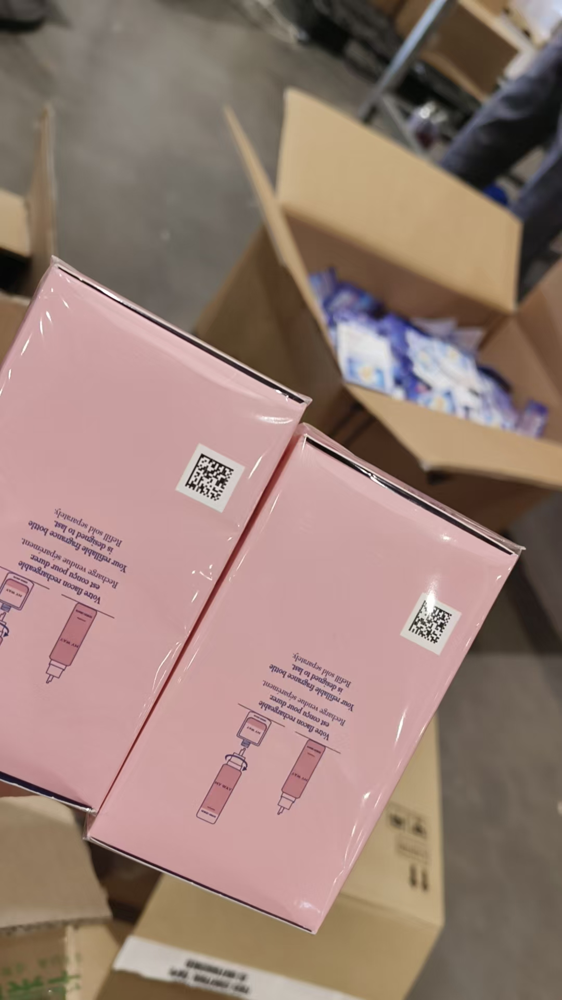 MY WAY
MY WAY
Votre flacon rechargeable
est conçu pour durer.
Recharge vendue séparément.
Your refillable fragrance bottle
is designed to last.
Refill sold separately.
MY WAY
MY WAY
MY WAY
Votre flacon rechargeable
est conçu pour durer.
Recharge vendue séparément.
Your refillable fragrance bottle
is designed to last.
Refill sold separately.